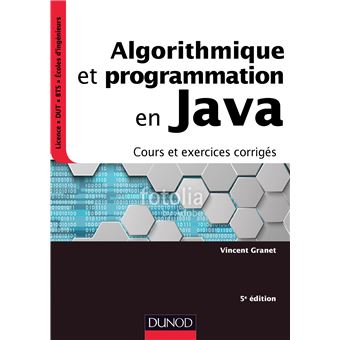 Licence • DUT • BTS • Écoles d'ingénieurs
Algorithmique
et programmation
en Java
Cours et exercices corrigés
fotolia
Vincent Granet
5e édition
DUNOD